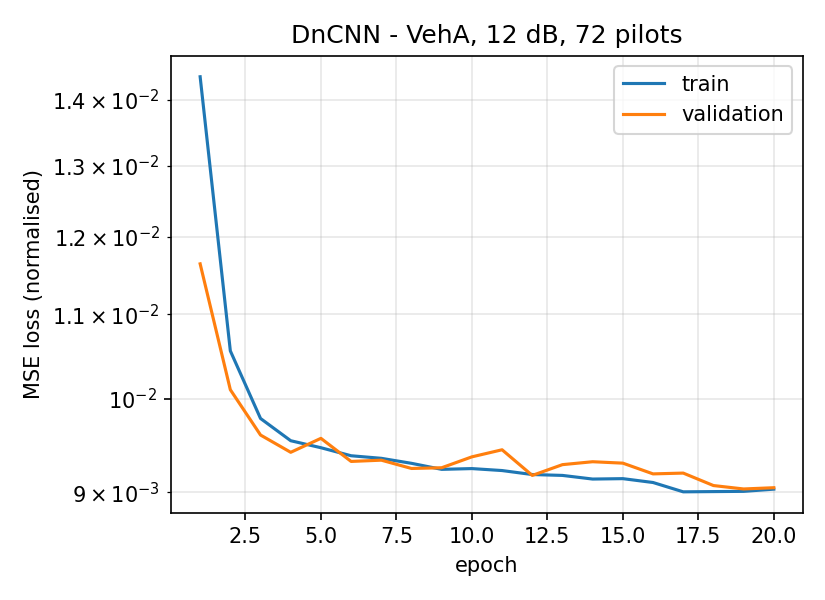 DnCNN - VehA, 12 dB, 72 pilots
train
validation
MSE loss (normalised)
1.4 × 10⁻²
1.3 × 10⁻²
1.2 × 10⁻²
1.1 × 10⁻²
10⁻²
9 × 10⁻³
2.5 5.0 7.5 10.0 12.5 15.0 17.5 20.0
epoch